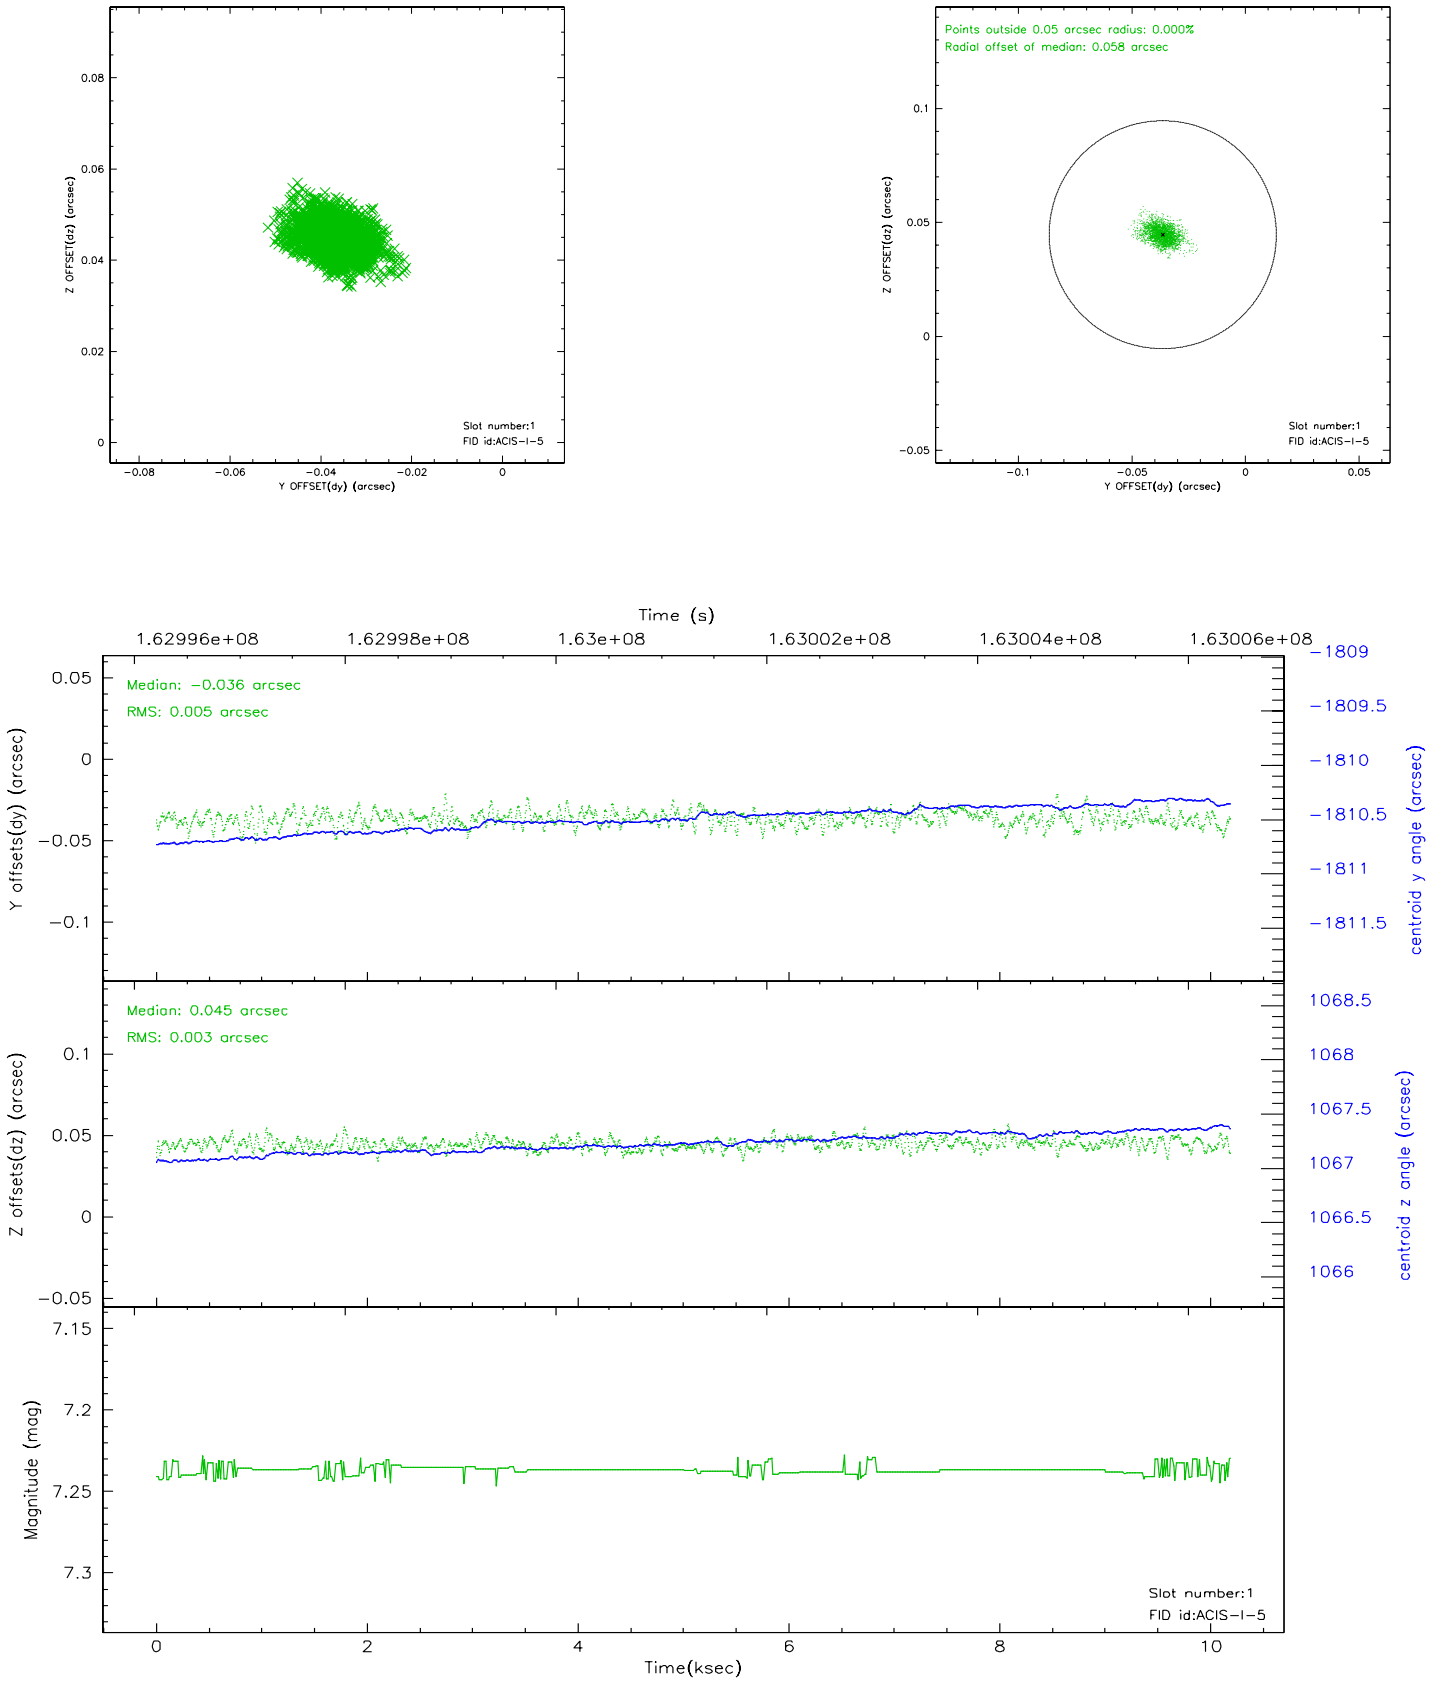 0.08
0.06
0.04
0.02
0
Z OFFSET(dz) (arcsec)
−0.08 −0.06 −0.04 −0.02 0
Y OFFSET(dy) (arcsec)
Slot number:1
FID id:ACIS−I−5
Points outside 0.05 arcsec radius: 0.000%
Radial offset of median: 0.058 arcsec
0.1
0.05
0
−0.05
Z OFFSET(dz) (arcsec)
−0.1 −0.05 0 0.05
Y OFFSET(dy) (arcsec)
Slot number:1
FID id:ACIS−I−5
Time (s)
1.62996e+08 1.62998e+08 1.63e+08 1.63002e+08 1.63004e+08 1.63006e+08
Median: −0.036 arcsec
RMS: 0.005 arcsec
0.05
0
−0.05
−0.1
Y offsets(dy) (arcsec)
−1809
−1809.5
−1810
−1810.5
−1811
−1811.5
centroid y angle (arcsec)
Median: 0.045 arcsec
RMS: 0.003 arcsec
0.1
0.05
0
−0.05
Z offsets(dz) (arcsec)
1068.5
1068
1067.5
1067
1066.5
1066
centroid z angle (arcsec)
7.15
7.2
7.25
7.3
Magnitude (mag)
Slot number:1
FID id:ACIS−I−5
0 2 4 6 8 10
Time(ksec)